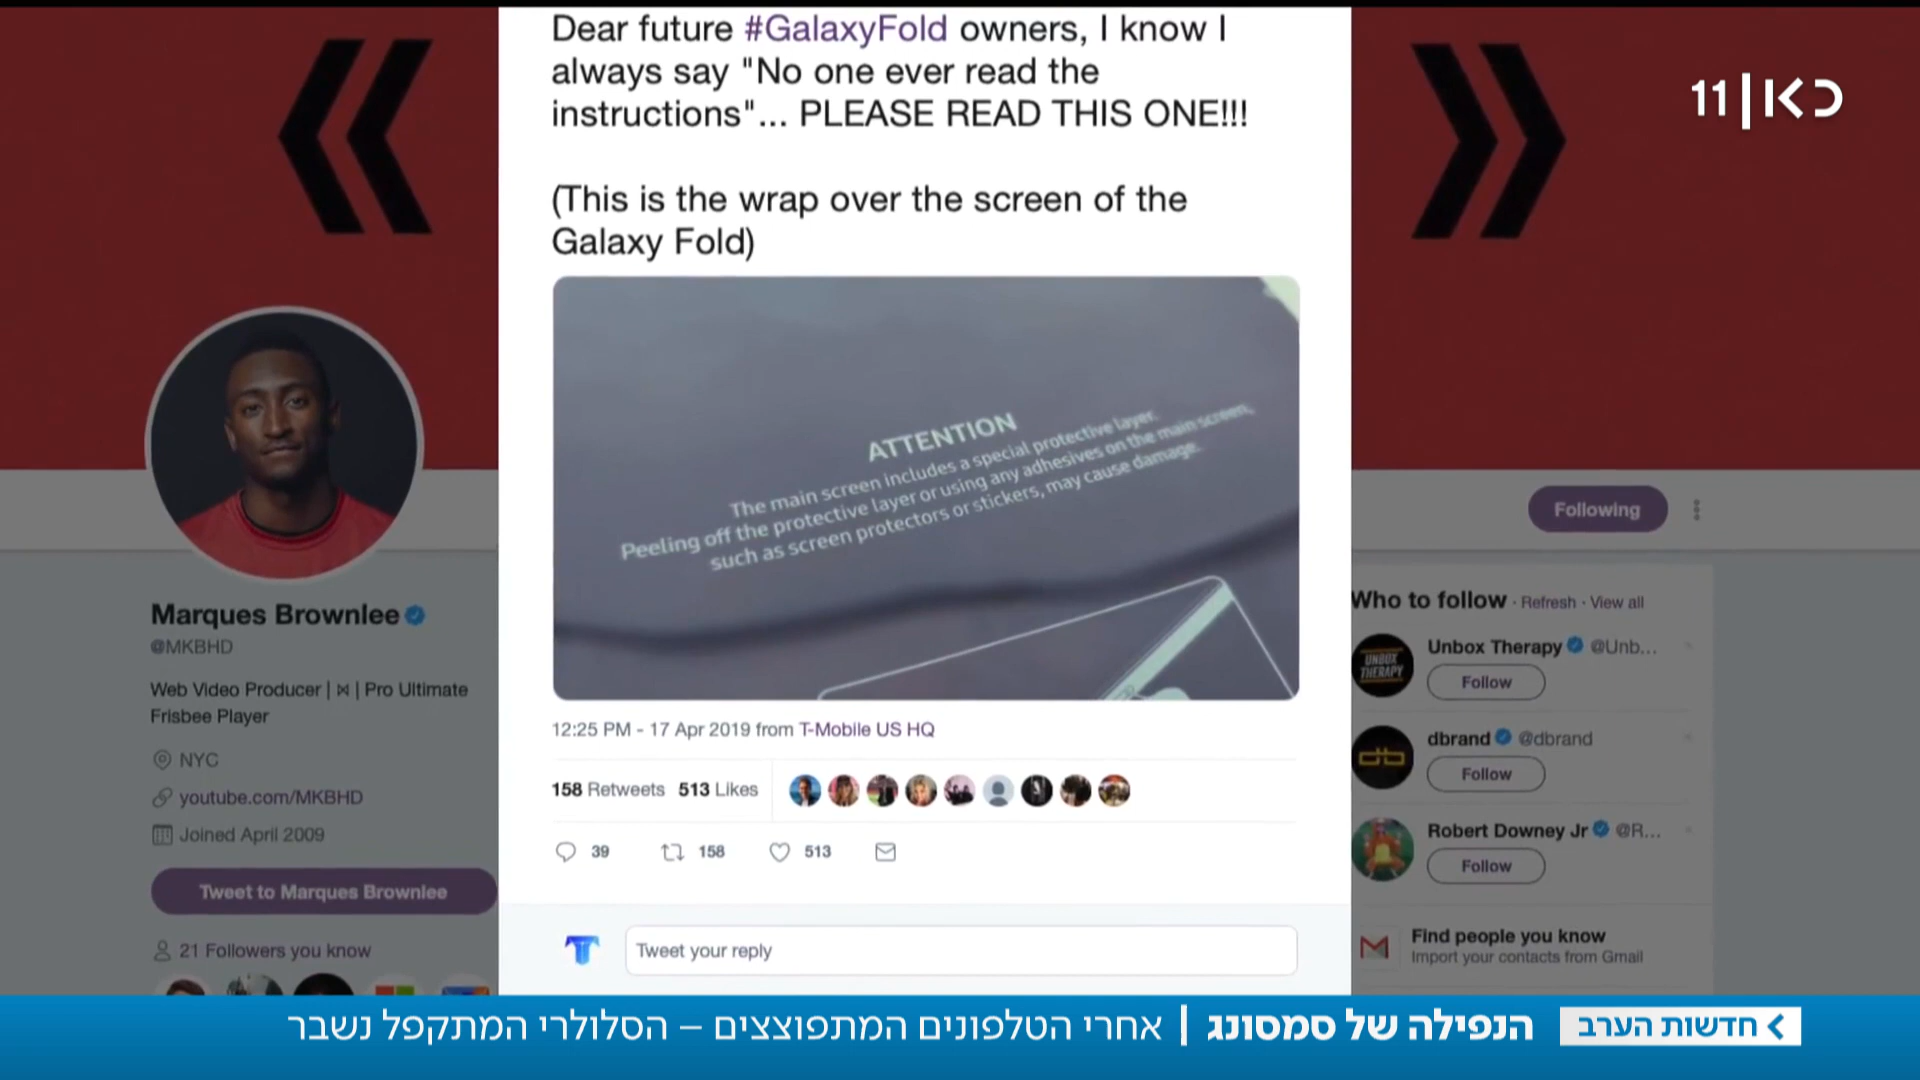 Dear future #GalaxyFold owners, I know I
always say "No one ever read the
instructions"... PLEASE READ THIS ONE!!!
(This is the wrap over the screen of the
Galaxy Fold)
ATTENTION
The main screen includes a special protective layer.
Peeling off the protective layer or using any adhesives on the main screen,
such as screen protectors or stickers, may cause damage.
12:25 PM - 17 Apr 2019 from T-Mobile US HQ
158 Retweets 513 Likes
39 158 513
Tweet your reply
Marques Brownlee
@MKBHD
Web Video Producer | ⋈ | Pro Ultimate
Frisbee Player
NYC
youtube.com/MKBHD
Joined April 2009
Tweet to Marques Brownlee
21 Followers you know
כאן | 11
Following
Who to follow · Refresh · View all
Unbox Therapy @Unb...
UNBOX
THERAPY
Follow
dbrand @dbrand
Follow
Robert Downey Jr @R...
Follow
Find people you know
Import your contacts from Gmail
חדשות הערב
הנפילה של סמסונג | אחרי הטלפונים המתפוצצים – הסלולרי המתקפל נשבר